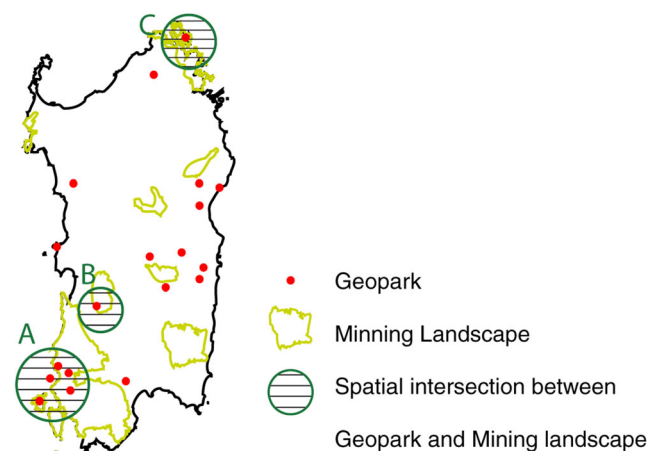 C
B
A
Geopark
Minning Landscape
Spatial intersection between
Geopark and Mining landscape